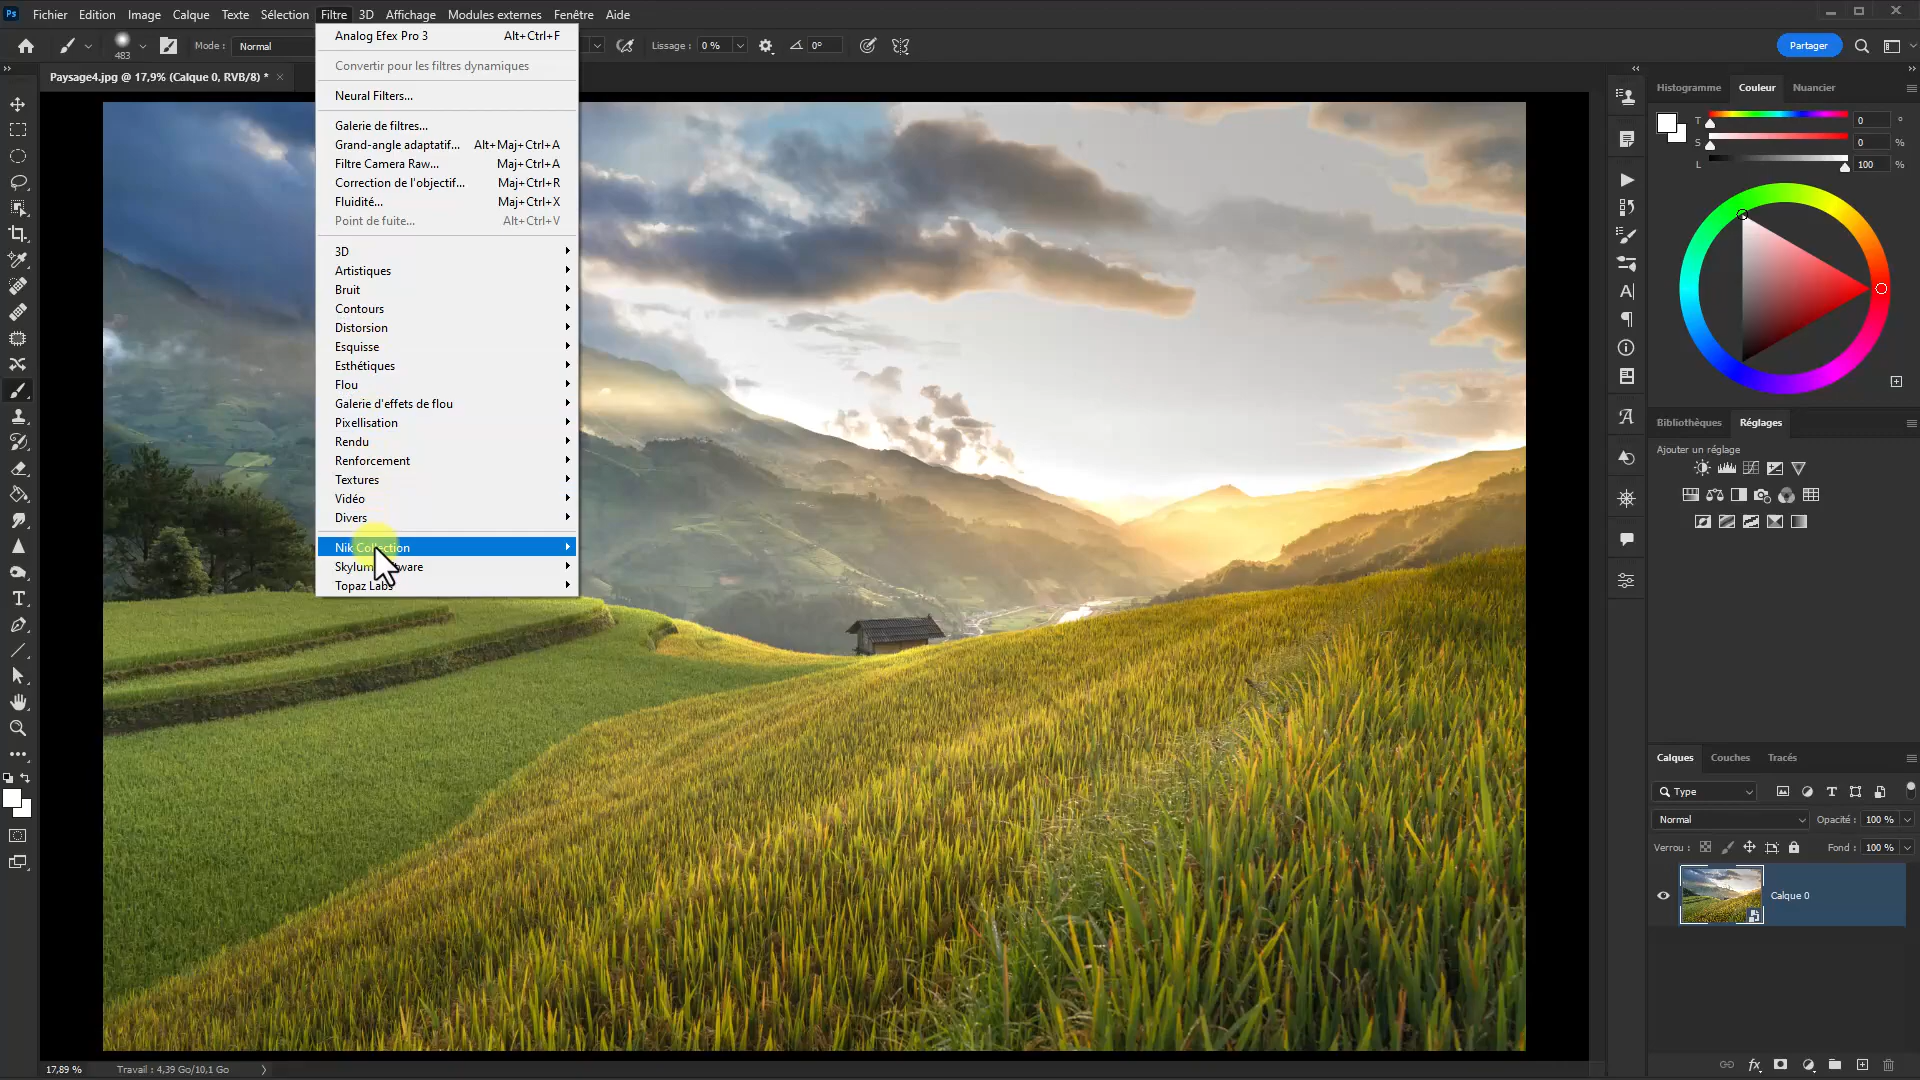 Ps Fichier Edition Image Calque Texte Sélection Filtre 3D Affichage Modules externes Fenêtre Aide
483 Mode : Normal Lissage : 0 % 0° Partager
Paysage4.jpg @ 17,9% (Calque 0, RVB/8) * ×
Analog Efex Pro 3 Alt+Ctrl+F
Convertir pour les filtres dynamiques
Neural Filters...
Galerie de filtres...
Grand-angle adaptatif... Alt+Maj+Ctrl+A
Filtre Camera Raw... Maj+Ctrl+A
Correction de l'objectif... Maj+Ctrl+R
Fluidité... Maj+Ctrl+X
Point de fuite... Alt+Ctrl+V
3D
Artistiques
Bruit
Contours
Distorsion
Esquisse
Esthétiques
Flou
Galerie d'effets de flou
Pixellisation
Rendu
Renforcement
Textures
Vidéo
Divers
Nik Collection
Topaz Labs
Histogramme Couleur Nuancier
T 0 °
S 0 %
L 100 %
Bibliothèques Réglages
Ajouter un réglage
Calques Couches Tracés
Type
Normal Opacité : 100 %
Verrou : Fond : 100 %
Calque 0
17,89 % Travail : 4,39 Go/10,1 Go